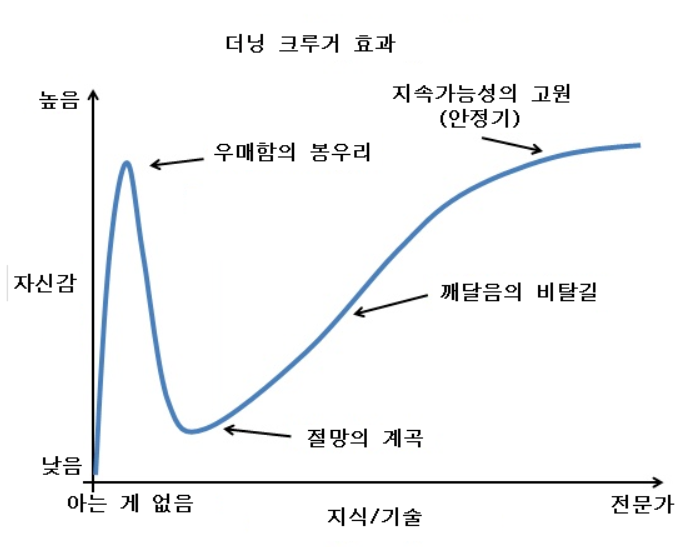 더닝 크루거 효과
높음
지속가능성의 고원
(안정기)
우매함의 봉우리
자신감
깨달음의 비탈길
절망의 계곡
낮음
아는 게 없음
지식/기술
전문가